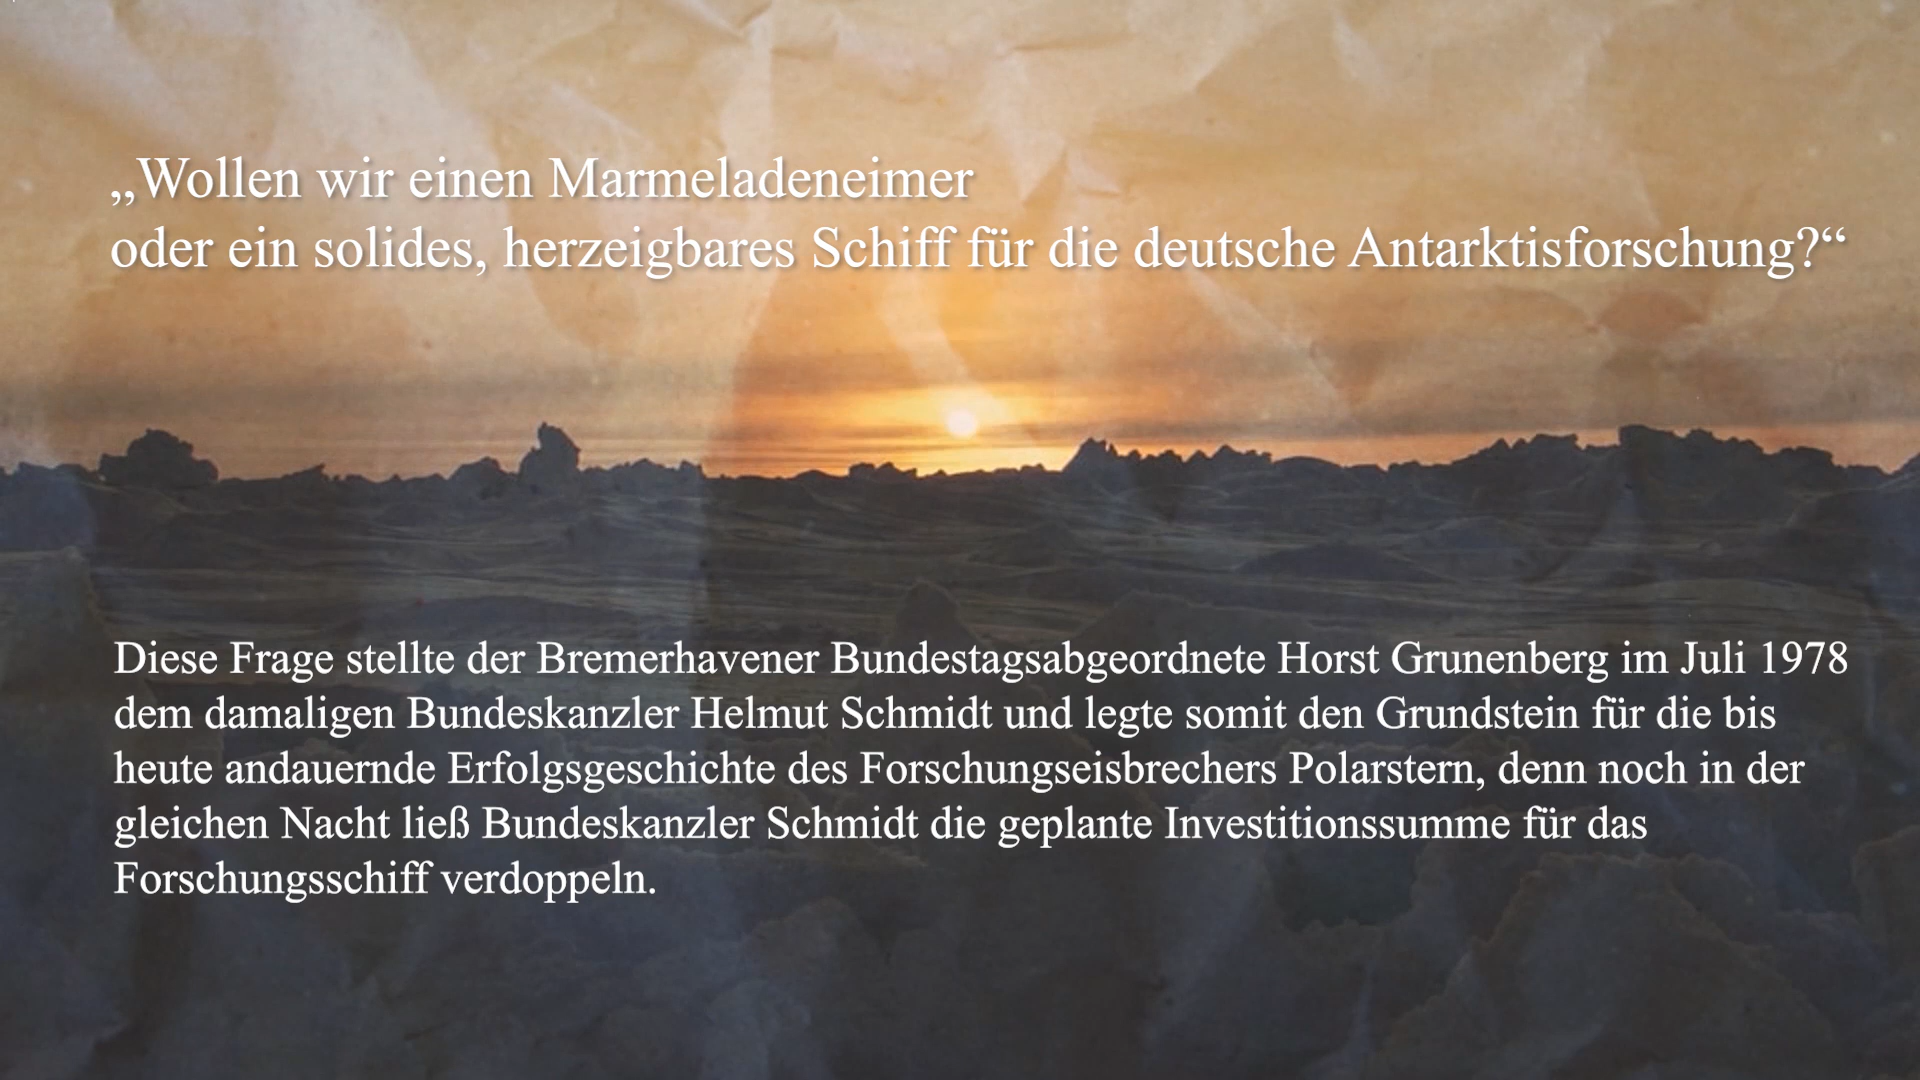 „Wollen wir einen Marmeladeneimer
oder ein solides, herzeigbares Schiff für die deutsche Antarktisforschung?“
Diese Frage stellte der Bremerhavener Bundestagsabgeordnete Horst Grunenberg im Juli 1978
dem damaligen Bundeskanzler Helmut Schmidt und legte somit den Grundstein für die bis
heute andauernde Erfolgsgeschichte des Forschungseisbrechers Polarstern, denn noch in der
gleichen Nacht ließ Bundeskanzler Schmidt die geplante Investitionssumme für das
Forschungsschiff verdoppeln.